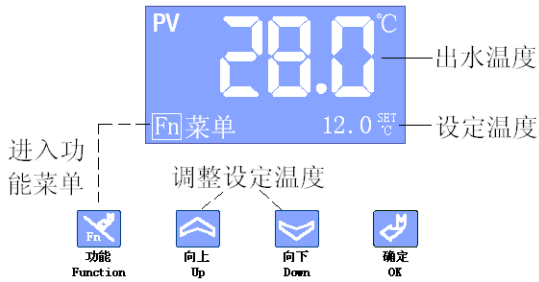 PV 28.0 ℃
出水温度
Fn 菜单 12.0 SET ℃
设定温度
进入功
能菜单
调整设定温度
Fn
功能
Function
向上
Up
向下
Down
确定
OK